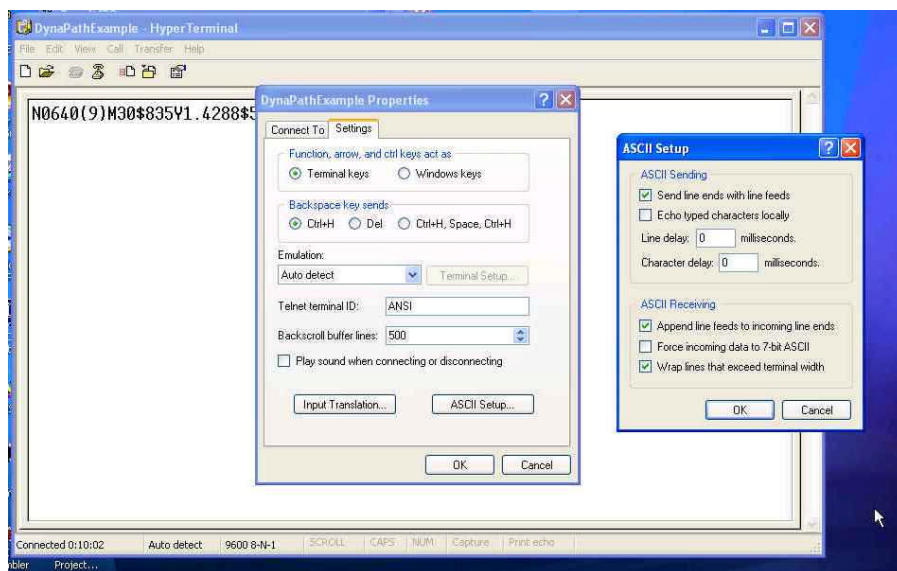 DynaPathExample - HyperTerminal
File Edit View Call Transfer Help
N0640(9)M30$835Y1.4288$5
DynaPathExample Properties
Connect To Settings
Function, arrow, and ctrl keys act as
Terminal keys Windows keys
Backspace key sends
Ctrl+H Del Ctrl+H, Space, Ctrl+H
Emulation:
Auto detect Terminal Setup...
Telnet terminal ID: ANSI
Backscroll buffer lines: 500
Play sound when connecting or disconnecting
Input Translation... ASCII Setup...
OK Cancel
ASCII Setup
ASCII Sending
Send line ends with line feeds
Echo typed characters locally
Line delay: 0 milliseconds.
Character delay: 0 milliseconds.
ASCII Receiving
Append line feeds to incoming line ends
Force incoming data to 7-bit ASCII
Wrap lines that exceed terminal width
OK Cancel
Connected 0:10:02 Auto detect 9600 8-N-1 SCROLL CAPS NUM Capture Print echo
mbler Project...